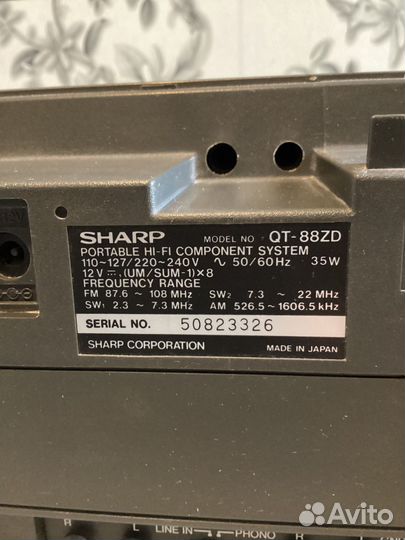 SHARP MODEL NO. QT-88ZD
PORTABLE HI-FI COMPONENT SYSTEM
110~127/220~240V ∿ 50/60Hz 35W
12V ⎓ (UM/SUM-1)×8
FREQUENCY RANGE
FM 87.6 ~ 108 MHz SW₂ 7.3 ~ 22 MHz
SW₁ 2.3 ~ 7.3 MHz AM 526.5~1606.5 kHz
SERIAL NO. 50823326
SHARP CORPORATION MADE IN JAPAN
R L LINE IN PHONO R
Avito